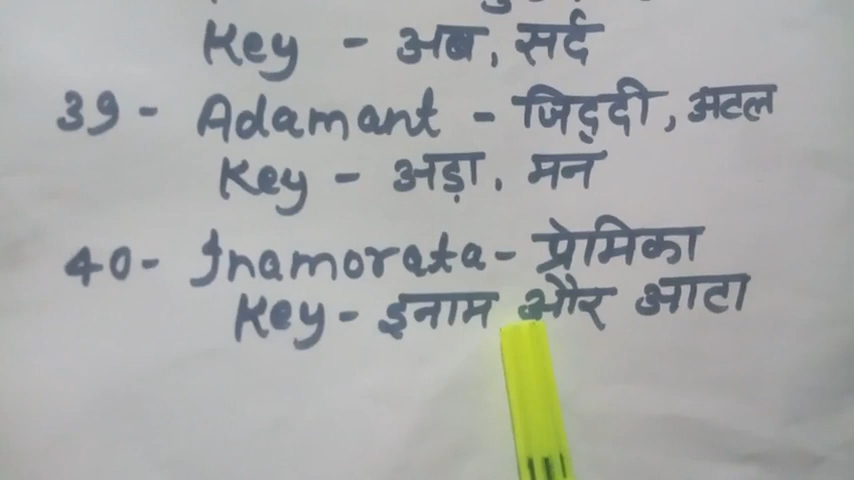 Key - अब, सर्द
39- Adamant - जिद्दी, अटल
Key - अड़ा, मन
40- Inamorata- प्रेमिका
Key- इनाम और आटा